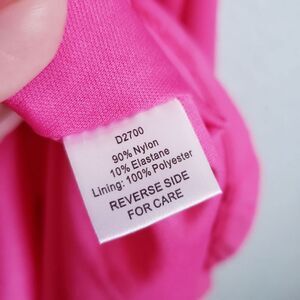 D2700
90% Nylon
10% Elastane
Lining: 100% Polyester
REVERSE SIDE
FOR CARE